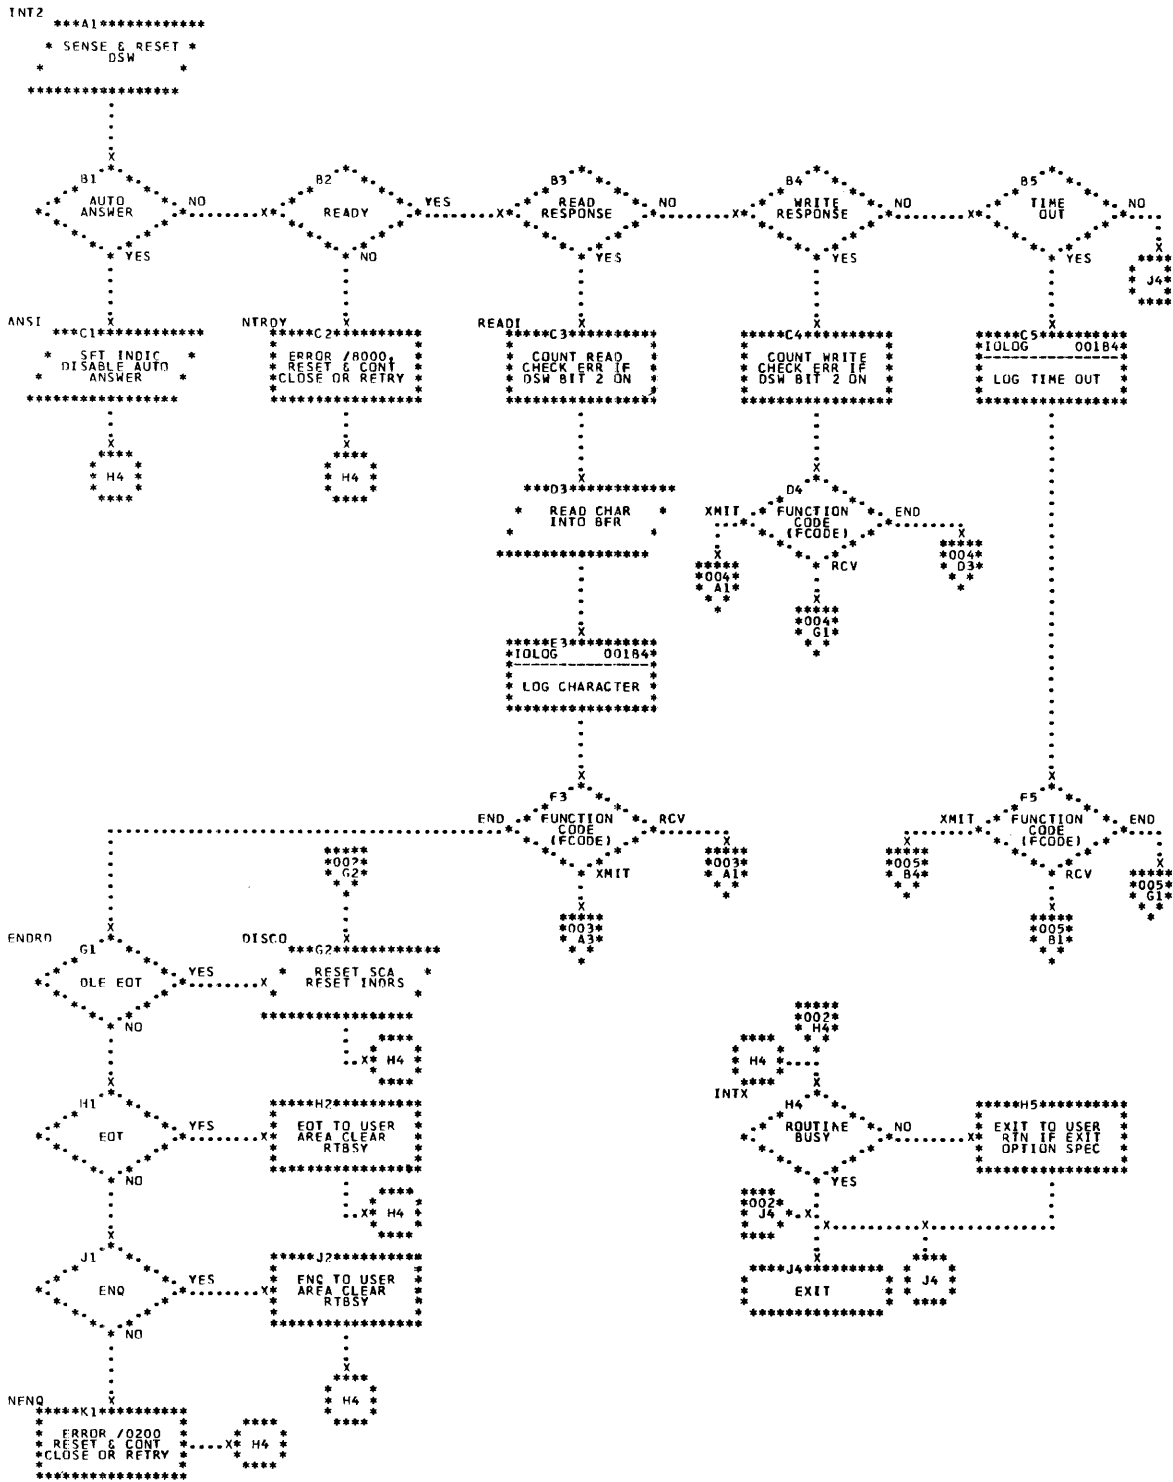 INT2
A1
SENSE & RESET
DSW
B1
AUTO
ANSWER
NO
YES
B2
READY
YES
NO
B3
READ
RESPONSE
NO
YES
B4
WRITE
RESPONSE
NO
YES
B5
TIME
OUT
NO
YES
J4
ANSI
C1
SET INDIC
DISABLE AUTO
ANSWER
NTRDY
C2
ERROR /8000,
RESET & CONT
CLOSE OR RETRY
READI
C3
COUNT READ
CHECK ERR IF
DSW BIT 2 ON
C4
COUNT WRITE
CHECK ERR IF
DSW BIT 2 ON
C5
IOLOG 001B4
LOG TIME OUT
H4
H4
D3
READ CHAR
INTO BFR
D4
XMIT
FUNCTION
CODE
(FCODE)
END
RCV
004
A1
004
G1
004
D3
E3
IOLOG 001B4
LOG CHARACTER
F3
END
FUNCTION
CODE
(FCODE)
RCV
XMIT
F5
XMIT
FUNCTION
CODE
(FCODE)
END
RCV
002
G2
003
A1
003
A3
005
B4
005
B1
005
G1
ENDRD
G1
DLE EOT
YES
NO
DISCO
G2
RESET SCA
RESET INDRS
H4
002
H4
H4
INTX
H1
EOT
YES
NO
H2
EOT TO USER
AREA CLEAR
RTBSY
H4
H4
ROUTINE
BUSY
NO
YES
H5
EXIT TO USER
RTN IF EXIT
OPTION SPEC
002
J4
J1
ENQ
YES
NO
J2
ENQ TO USER
AREA CLEAR
RTBSY
H4
J4
EXIT
J4
NENQ
K1
ERROR /0200
RESET & CONT
CLOSE OR RETRY
H4